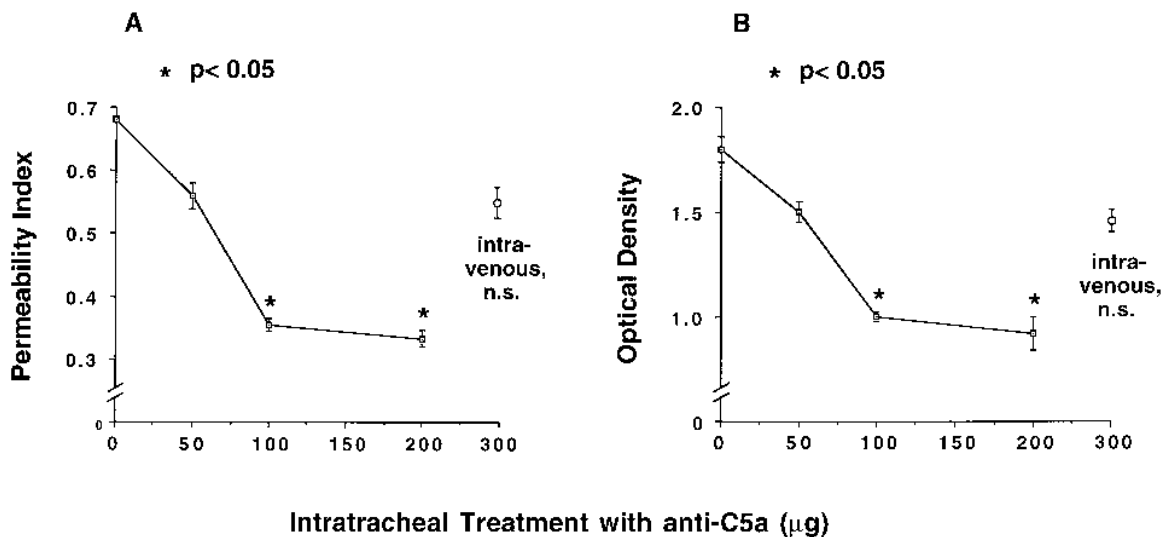 A
* p< 0.05
Permeability Index
0.7
0.6
0.5
0.4
0.3
0
0 50 100 150 200 300
*
*
intra-
venous,
n.s.
B
* p< 0.05
Optical Density
2.0
1.5
1.0
0
0 50 100 150 200 300
*
*
intra-
venous,
n.s.
Intratracheal Treatment with anti-C5a (μg)